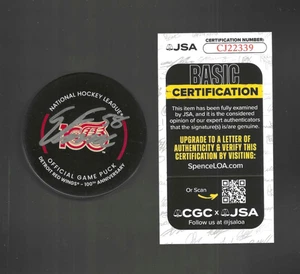 NATIONAL HOCKEY LEAGUE
100
OFFICIAL GAME PUCK
DETROIT RED WINGS • 100TH ANNIVERSARY
JSA
CERTIFICATION NUMBER:
CJ22339
BASIC
CERTIFICATION
This item has been fully examined
by JSA, and it is the considered
opinion of our expert authenticators
that the signature(s) is/are genuine.
UPGRADE TO A LETTER OF
AUTHENTICITY & VERIFY THIS
CERTIFICATION BY VISITING:
SpenceLOA.com
Or Scan
CGC x JSA
Follow us at @jsaloa